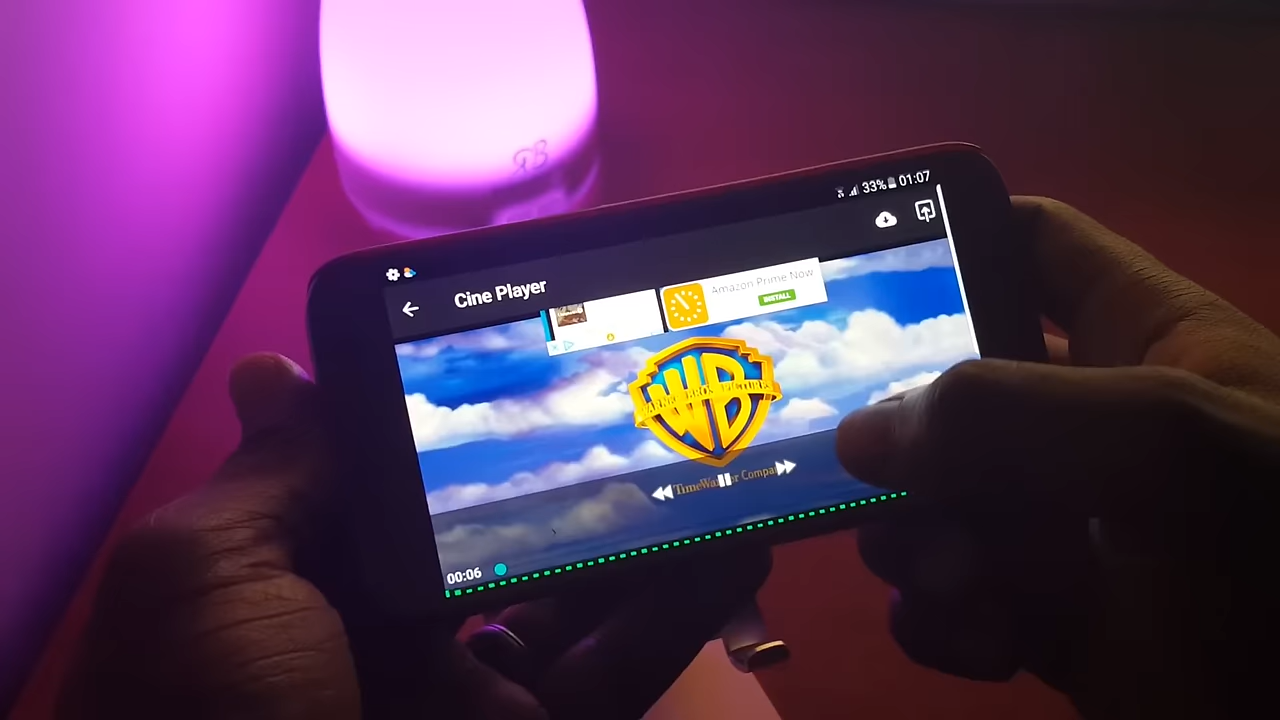 33% 01:07
Cine Player
Amazon Prime Now
INSTALL
WB
WARNER BROS. PICTURES
00:06